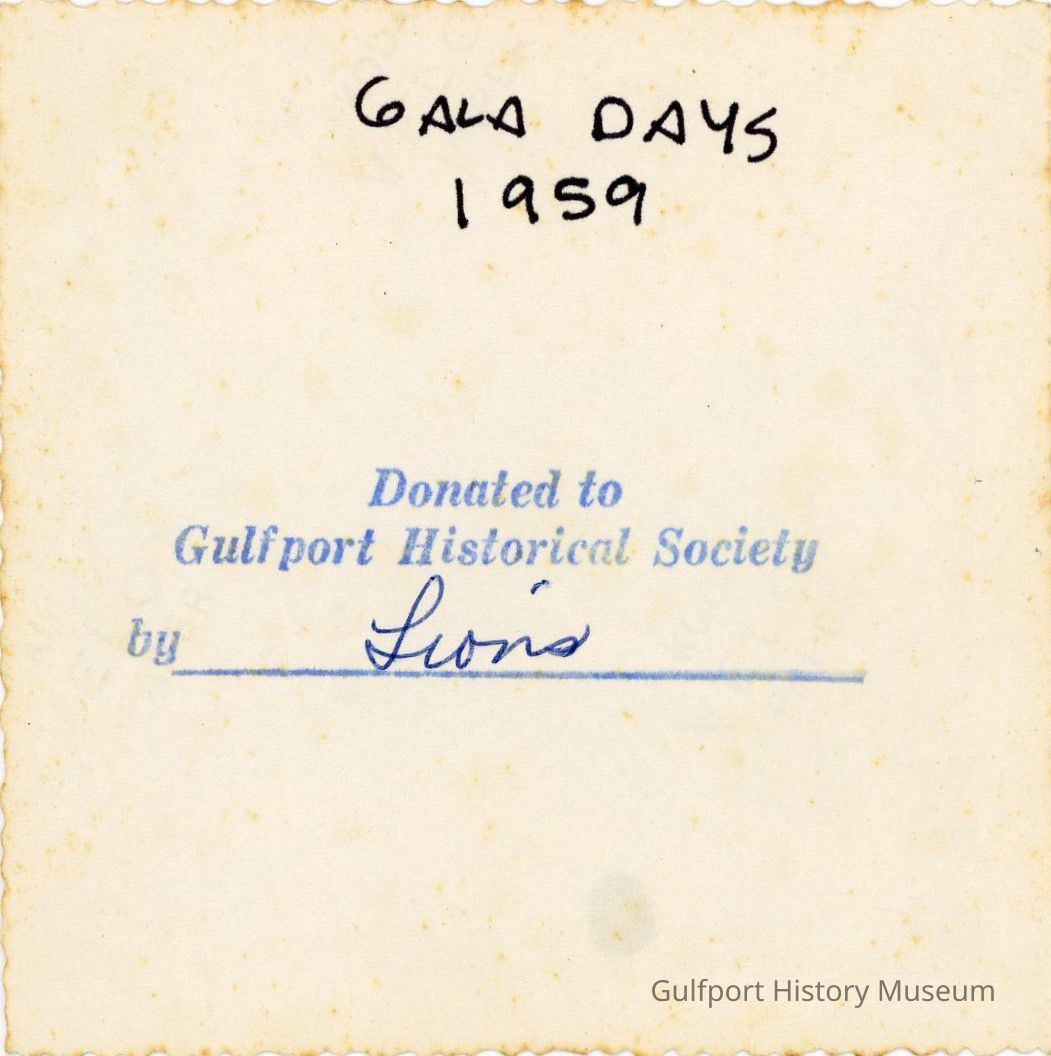 GALA DAYS
1959
Donated to
Gulfport Historical Society
by Lions
Gulfport History Museum